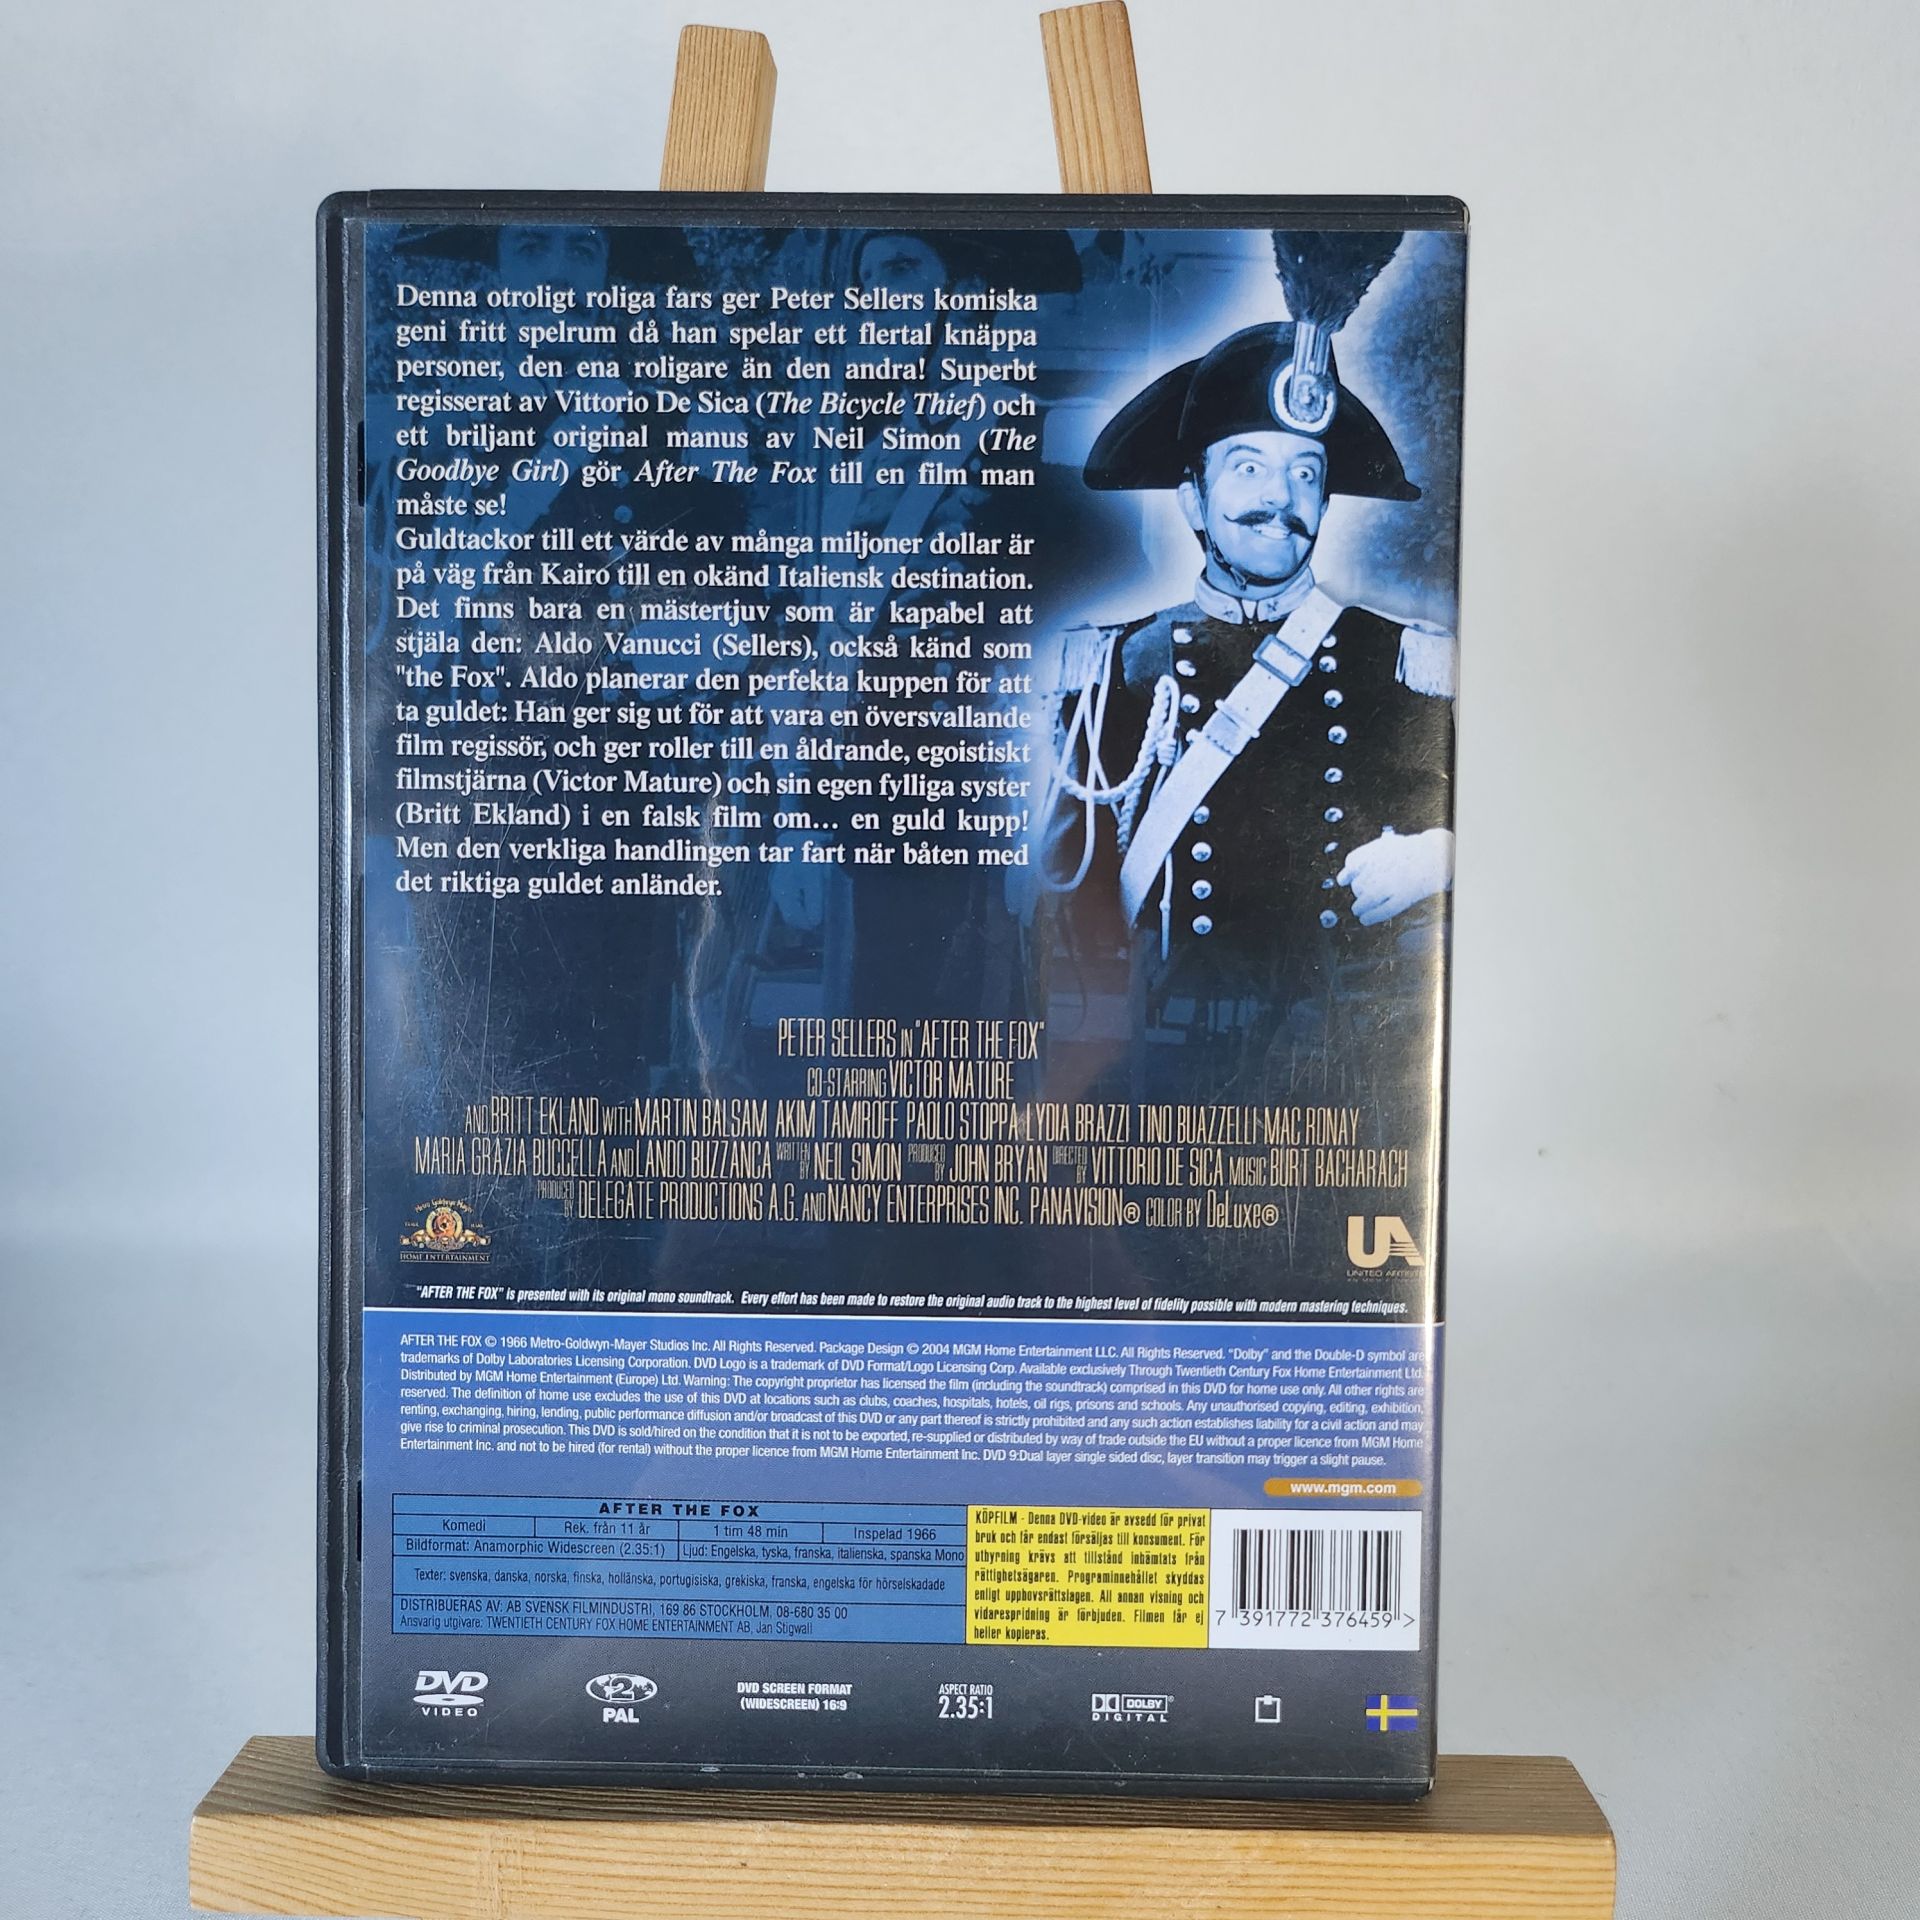 Denna otroligt roliga fars ger Peter Sellers komiska
geni fritt spelrum då han spelar ett flertal knäppa
personer, den ena roligare än den andra! Superbt
regisserat av Vittorio De Sica (The Bicycle Thief) och
ett briljant original manus av Neil Simon (The
Goodbye Girl) gör After The Fox till en film man
måste se!
Guldtackor till ett värde av många miljoner dollar är
på väg från Kairo till en okänd Italiensk destination.
Det finns bara en mästertjuv som är kapabel att
stjäla den: Aldo Vanucci (Sellers), också känd som
"the Fox". Aldo planerar den perfekta kuppen för att
ta guldet: Han ger sig ut för att vara en översvallande
film regissör, och ger roller till en åldrande, egoistiskt
filmstjärna (Victor Mature) och sin egen fylliga syster
(Britt Ekland) i en falsk film om... en guld kupp!
Men den verkliga handlingen tar fart när båten med
det riktiga guldet anländer.
PETER SELLERS IN "AFTER THE FOX"
CO-STARRING VICTOR MATURE
AND BRITT EKLAND WITH MARTIN BALSAM AKIM TAMIROFF PAOLO STOPPA LYDIA BRAZZI TINO BUAZZELLI MAC RONAY
MARIA GRAZIA BUCCELLA AND LANDO BUZZANCA WRITTEN BY NEIL SIMON PRODUCED BY JOHN BRYAN DIRECTED BY VITTORIO DE SICA MUSIC BURT BACHARACH
PRODUCED BY DELEGATE PRODUCTIONS A.G. AND NANCY ENTERPRISES INC. PANAVISION® COLOR BY DeLuxe®
Metro Goldwyn Mayer
HOME ENTERTAINMENT
UA
UNITED ARTISTS
"AFTER THE FOX" is presented with its original mono soundtrack. Every effort has been made to restore the original audio track to the highest level of fidelity possible with modern mastering techniques.
AFTER THE FOX © 1966 Metro-Goldwyn-Mayer Studios Inc. All Rights Reserved. Package Design © 2004 MGM Home Entertainment LLC. All Rights Reserved. "Dolby" and the Double-D symbol are
trademarks of Dolby Laboratories Licensing Corporation. DVD Logo is a trademark of DVD Format/Logo Licensing Corp. Available exclusively Through Twentieth Century Fox Home Entertainment Ltd.
Distributed by MGM Home Entertainment (Europe) Ltd. Warning: The copyright proprietor has licensed the film (including the soundtrack) comprised in this DVD for home use only. All other rights are
reserved. The definition of home use excludes the use of this DVD at locations such as clubs, coaches, hospitals, hotels, oil rigs, prisons and schools. Any unauthorised copying, editing, exhibition,
renting, exchanging, hiring, lending, public performance diffusion and/or broadcast of this DVD or any part thereof is strictly prohibited and any such action establishes liability for a civil action and may
give rise to criminal prosecution. This DVD is sold/hired on the condition that it is not to be exported, re-supplied or distributed by way of trade outside the EU without a proper licence from MGM Home
Entertainment Inc. and not to be hired (for rental) without the proper licence from MGM Home Entertainment Inc. DVD 9:Dual layer single sided disc, layer transition may trigger a slight pause.
www.mgm.com
AFTER THE FOX
Komedi Rek. från 11 år 1 tim 48 min Inspelad 1966
Bildformat: Anamorphic Widescreen (2.35:1) Ljud: Engelska, tyska, franska, italienska, spanska Mono
Texter: svenska, danska, norska, finska, hollänska, portugisiska, grekiska, franska, engelska för hörselskadade
DISTRIBUERAS AV: AB SVENSK FILMINDUSTRI, 169 86 STOCKHOLM, 08-680 35 00
Ansvarig utgivare: TWENTIETH CENTURY FOX HOME ENTERTAINMENT AB, Jan Stigwall
KÖPFILM - Denna DVD-video är avsedd för privat
bruk och får endast försäljas till konsument. För
uthyrning krävs att tillstånd inhämtats från
rättighetsägaren. Programinnehållet skyddas
enligt upphovsrättslagen. All annan visning och
vidarespridning är förbjuden. Filmen får ej
heller kopieras.
7 391772 376459 >
DVD
VIDEO
2
PAL
DVD SCREEN FORMAT
(WIDESCREEN) 16:9
ASPECT RATIO
2.35:1
DOLBY®
DIGITAL